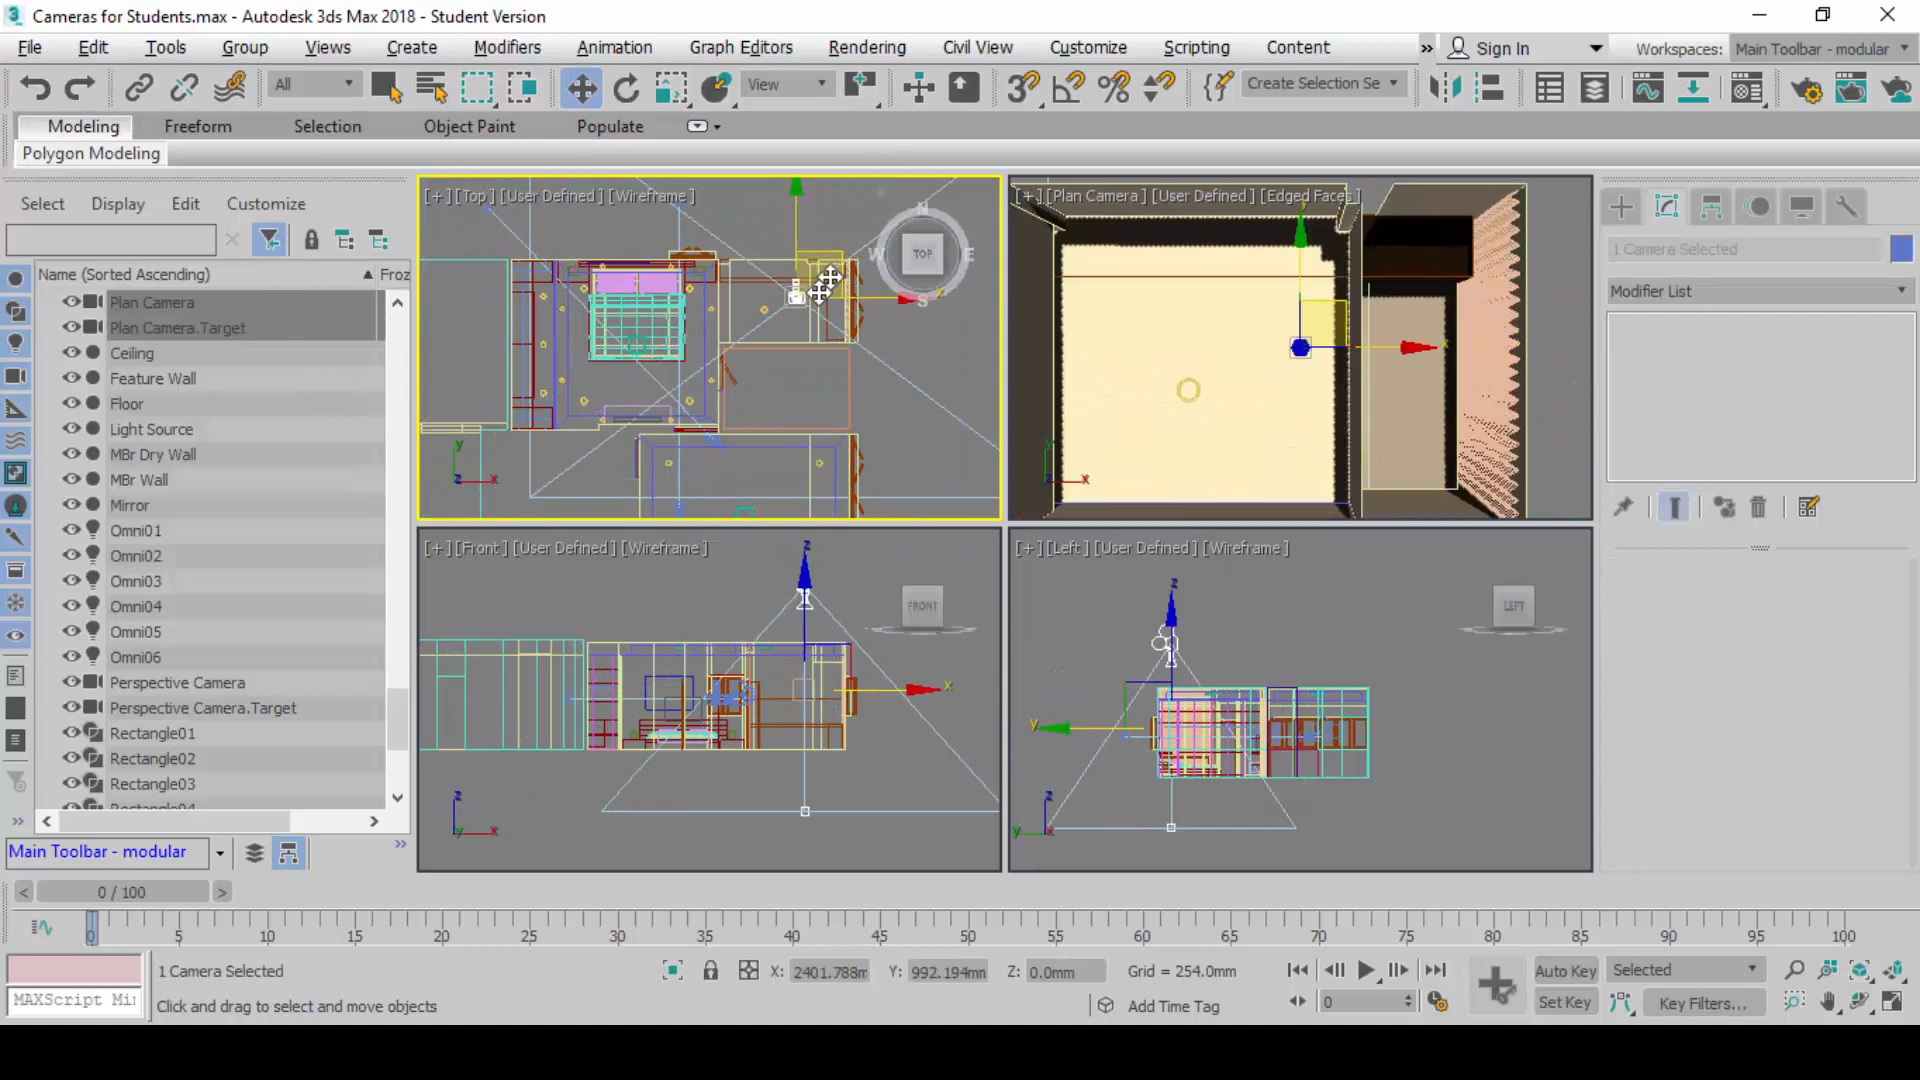 Cameras for Students.max - Autodesk 3ds Max 2018 - Student Version
File Edit Tools Group Views Create Modifiers Animation Graph Editors Rendering Civil View Customize Scripting Content » Sign In Workspaces: Main Toolbar - modular
All View Create Selection Se
Modeling Freeform Selection Object Paint Populate
Polygon Modeling
Select Display Edit Customize
Name (Sorted Ascending) Froz
Plan Camera
Plan Camera.Target
Ceiling
Feature Wall
Floor
Light Source
MBr Dry Wall
MBr Wall
Mirror
Omni01
Omni02
Omni03
Omni04
Omni05
Omni06
Perspective Camera
Perspective Camera.Target
Rectangle01
Rectangle02
Rectangle03
Rectangle04
Main Toolbar - modular
[+] [Top] [User Defined] [Wireframe]
N
W TOP E
S
x
y
z x
[+] [Plan Camera] [User Defined] [Edged Faces]
y
x
y
x
[+] [Front] [User Defined] [Wireframe]
z
FRONT
x
z
y x
[+] [Left] [User Defined] [Wireframe]
z
LEFT
y
z
y x
1 Camera Selected
Modifier List
< 0 / 100 >
0 5 10 15 20 25 30 35 40 45 50 55 60 65 70 75 80 85 90 95 100
1 Camera Selected X: 2401.788m Y: 992.194mn Z: 0.0mm Grid = 254.0mm Auto Key Selected
MAXScript Mi Click and drag to select and move objects Add Time Tag 0 Set Key Key Filters...